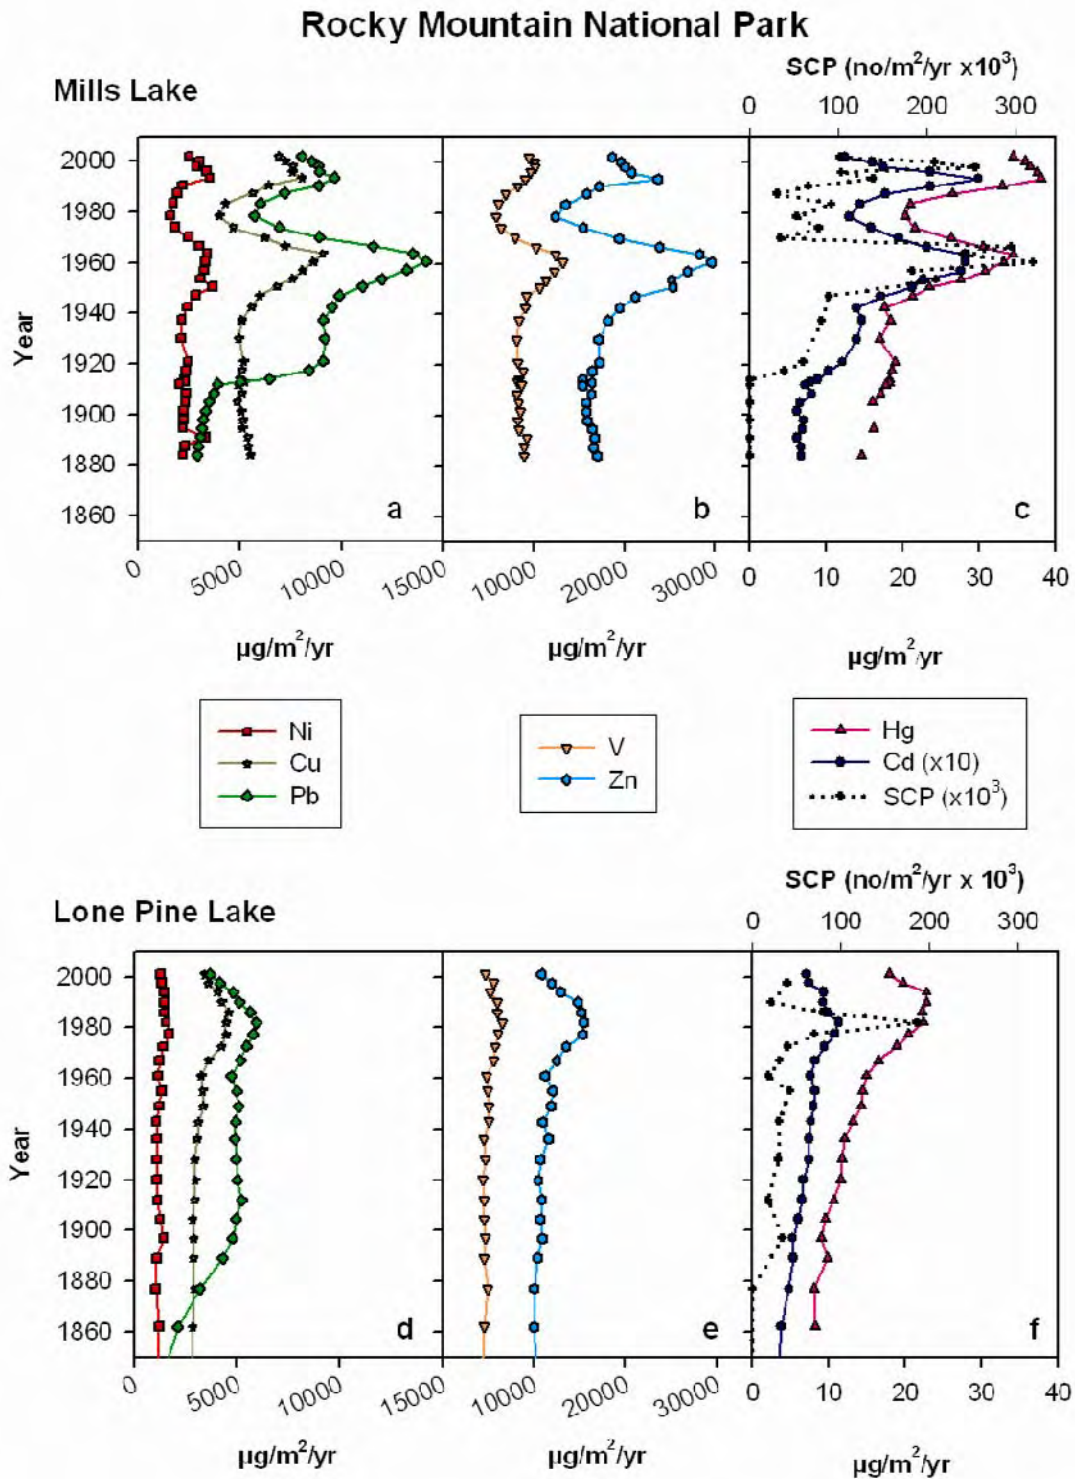 Rocky Mountain National Park
SCP (no/m²/yr x10³)
Mills Lake
0 100 200 300
2000
1980
1960
1940
1920
1900
1880
1860
Year
a b c
0 5000 10000 15000 10000 20000 30000 0 10 20 30 40
µg/m²/yr µg/m²/yr µg/m²/yr
Ni
Cu
Pb
V
Zn
Hg
Cd (x10)
SCP (x10³)
SCP (no/m²/yr x 10³)
Lone Pine Lake
0 100 200 300
2000
1980
1960
1940
1920
1900
1880
1860
Year
d e f
0 5000 10000 15000 10000 20000 30000 0 10 20 30 40
µg/m²/yr µg/m²/yr µg/m²/yr